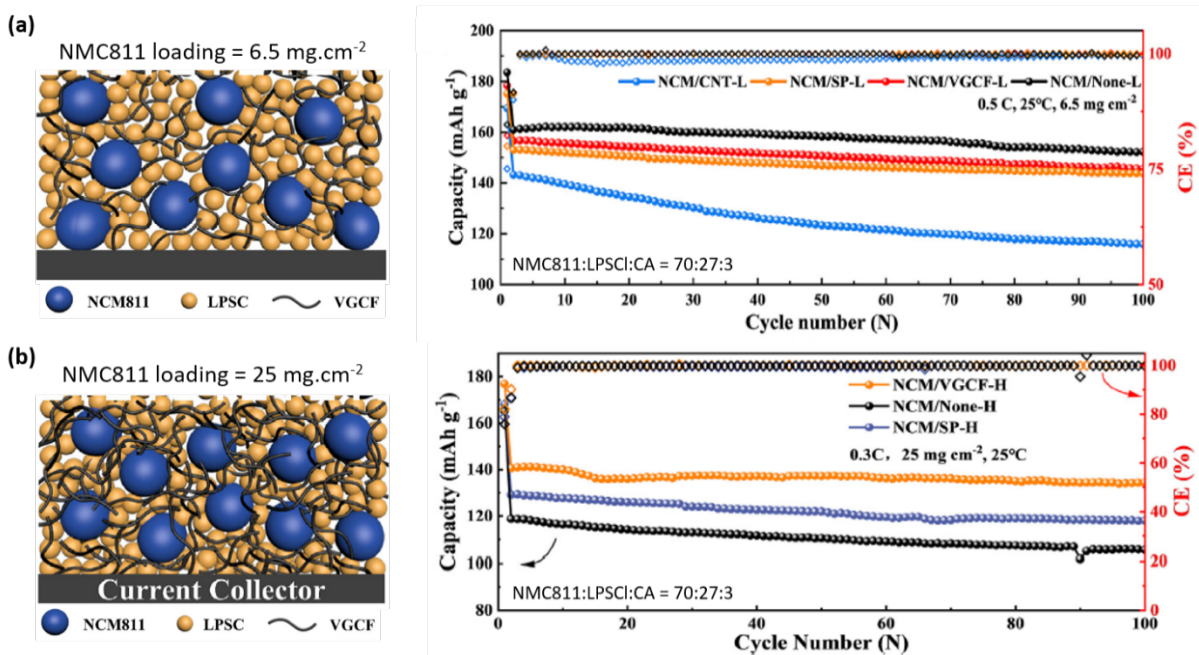 (a)
NMC811 loading = 6.5 mg.cm⁻²
NCM811 LPSC VGCF
200
190
180
160
140
120
100
Capacity (mAh g⁻¹)
NCM/CNT-L NCM/SP-L NCM/VGCF-L NCM/None-L
0.5 C, 25°C, 6.5 mg cm⁻²
NMC811:LPSCl:CA = 70:27:3
0 10 20 30 40 50 60 70 80 90 100
Cycle number (N)
100
75
50
CE (%)
(b)
NMC811 loading = 25 mg.cm⁻²
Current Collector
NCM811 LPSC VGCF
180
160
140
120
100
80
Capacity (mAh g⁻¹)
NCM/VGCF-H
NCM/None-H
NCM/SP-H
0.3C, 25 mg cm⁻², 25°C
NMC811:LPSCl:CA = 70:27:3
20 40 60 80 100
Cycle Number (N)
100
80
60
40
20
0
CE (%)